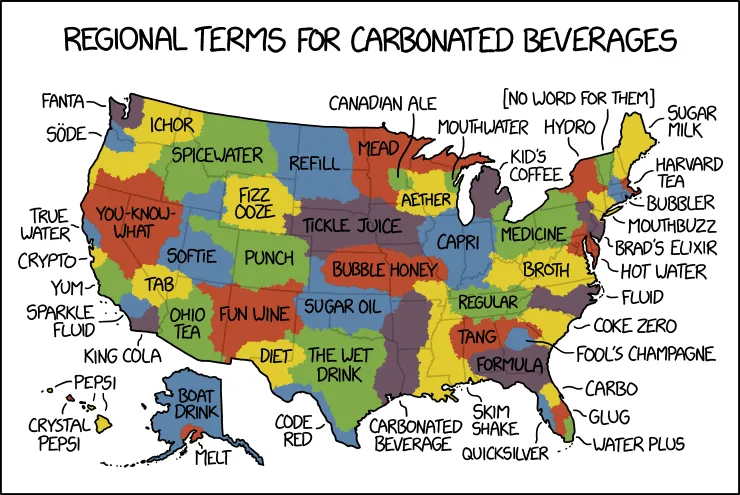 REGIONAL TERMS FOR CARBONATED BEVERAGES
FANTA
ICHOR
CANADIAN ALE
[NO WORD FOR THEM]
SUGAR
MILK
SÖDE
SPICEWATER
REFILL
MEAD
MOUTHWATER
HYDRO
KID'S
COFFEE
HARVARD
TEA
FIZZ
OOZE
AETHER
BUBBLER
TRUE
WATER
YOU-KNOW-
WHAT
TICKLE JUICE
MEDICINE
MOUTHBUZZ
CRYPTO
SOFTIE
PUNCH
CAPRI
BRAD'S ELIXIR
YUM
TAB
BUBBLE HONEY
BROTH
HOT WATER
SPARKLE
FLUID
OHIO
TEA
FUN WINE
SUGAR OIL
REGULAR
FLUID
KING COLA
DIET
THE WET
DRINK
TANG
COKE ZERO
FORMULA
FOOL'S CHAMPAGNE
PEPSI
CRYSTAL
PEPSI
BOAT
DRINK
MELT
CODE
RED
CARBONATED
BEVERAGE
SKIM
SHAKE
QUICKSILVER
CARBO
GLUG
WATER PLUS